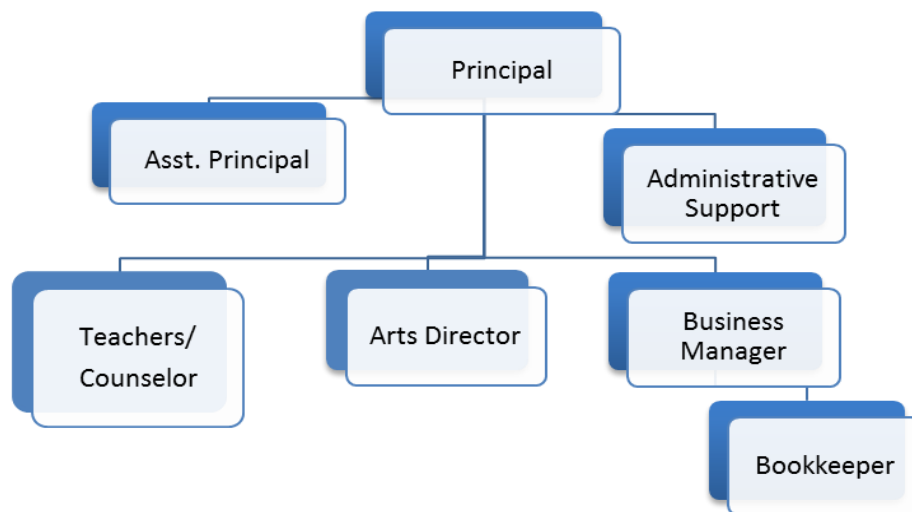 Principal
Asst. Principal
Administrative
Support
Teachers/
Counselor
Arts Director
Business
Manager
Bookkeeper